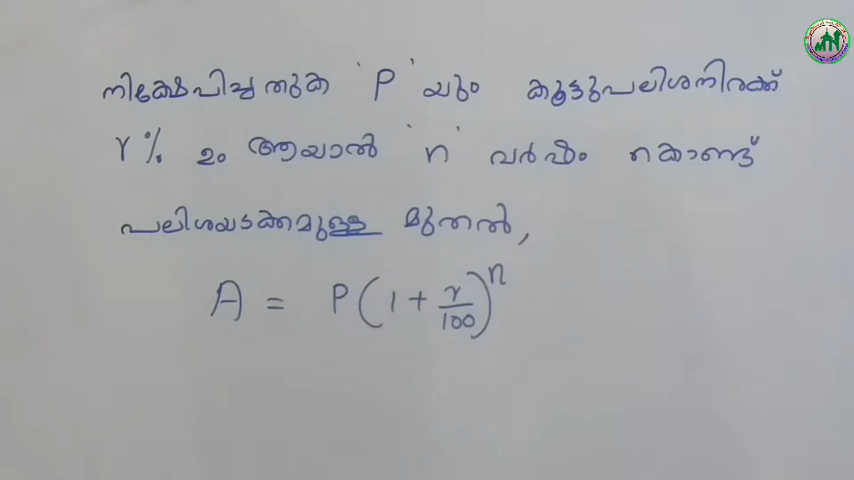 നിക്ഷേപിച്ച തുക 'P' യും കൂട്ടുപലിശനിരക്ക്
r% ഉം ആയാൽ 'n' വർഷം കൊണ്ട്
പലിശയടക്കമുള്ള മുതൽ,
A = P(1 + r/100)^n